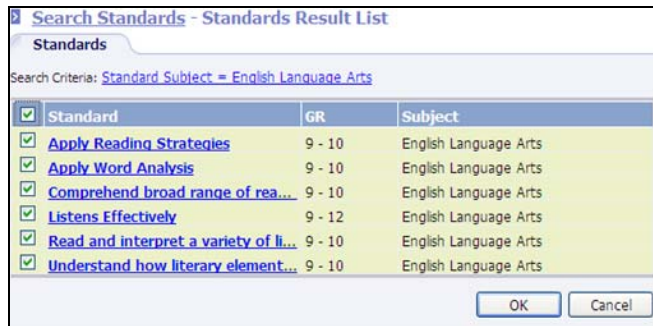 Search Standards - Standards Result List
Standards
Search Criteria: Standard Subject = English Language Arts
Standard GR Subject
Apply Reading Strategies 9 - 10 English Language Arts
Apply Word Analysis 9 - 10 English Language Arts
Comprehend broad range of rea... 9 - 10 English Language Arts
Listens Effectively 9 - 12 English Language Arts
Read and interpret a variety of li... 9 - 10 English Language Arts
Understand how literary element... 9 - 10 English Language Arts
OK Cancel